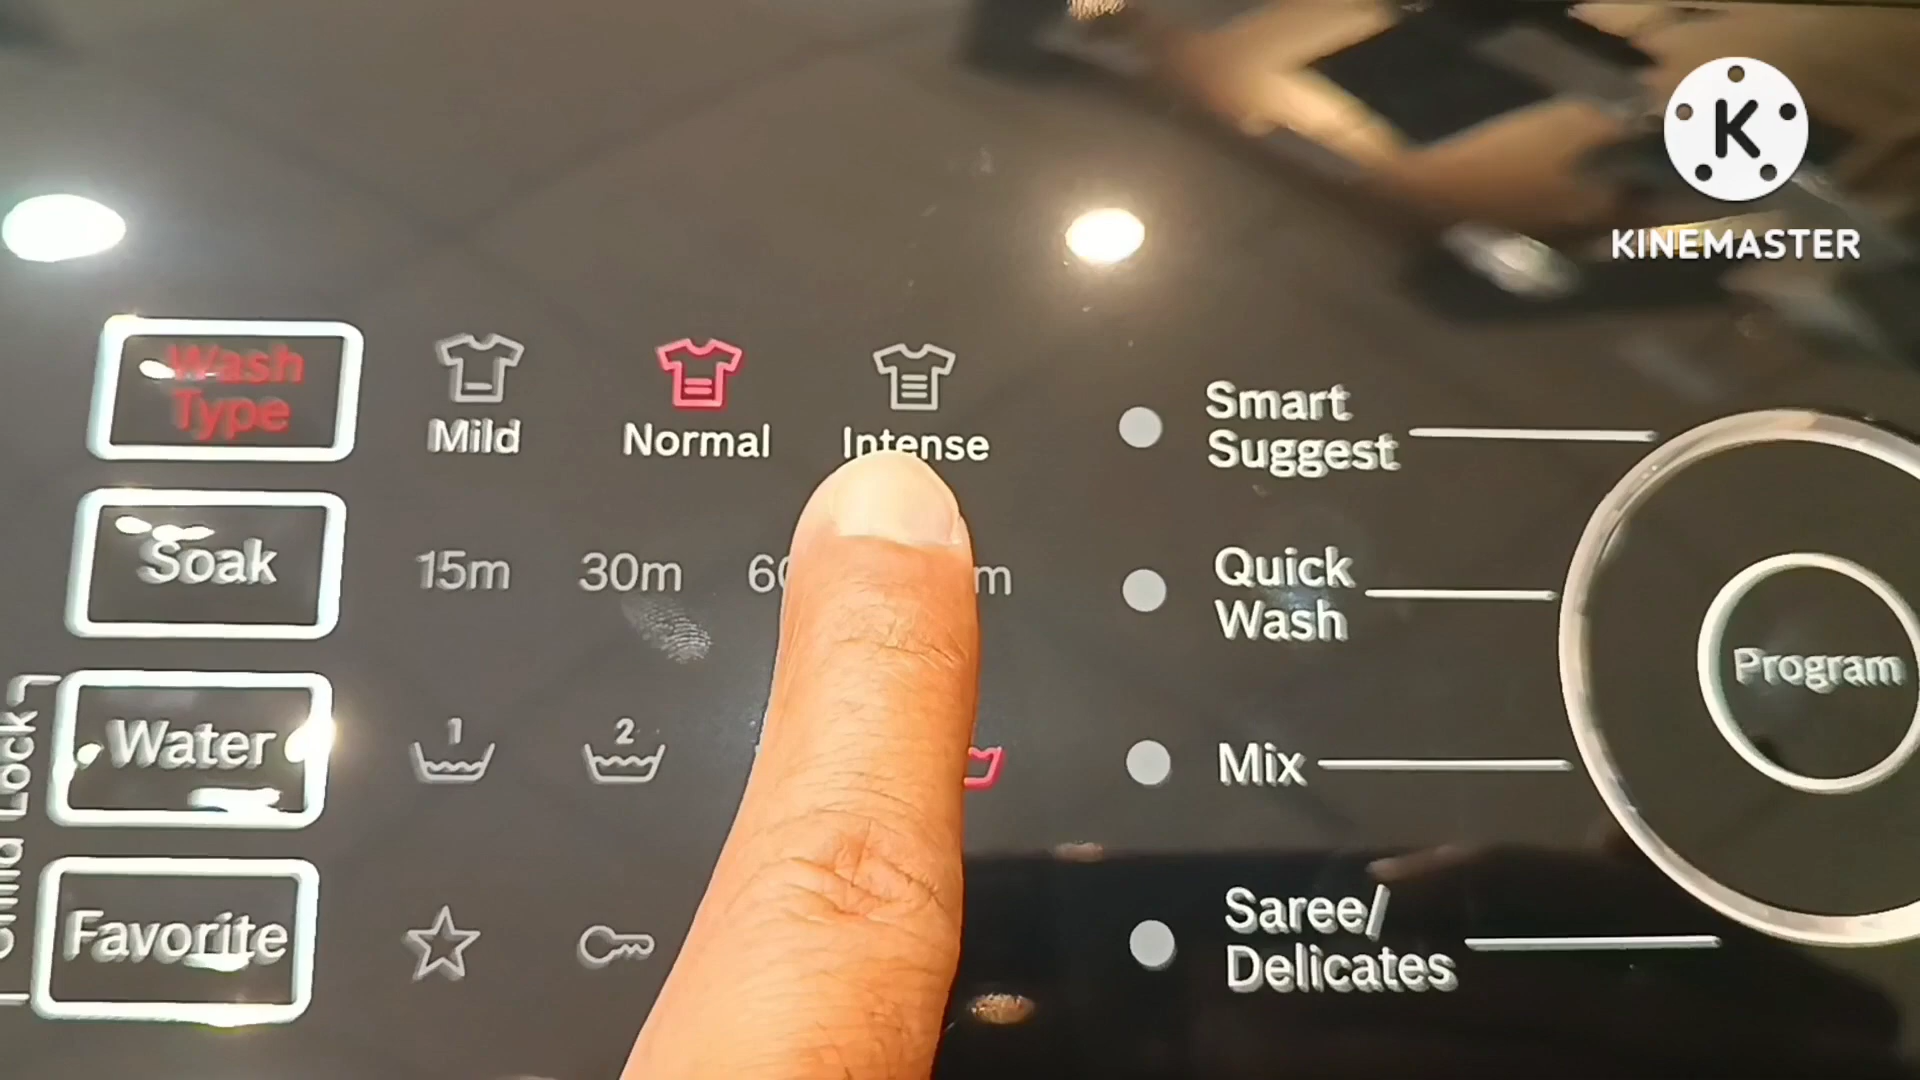 K
KINEMASTER
Wash
Type
Mild
Normal
Intense
Smart
Suggest
Soak
15m
30m
Quick
Wash
Program
Water
1
2
Mix
Lock
Favorite
Saree/
Delicates